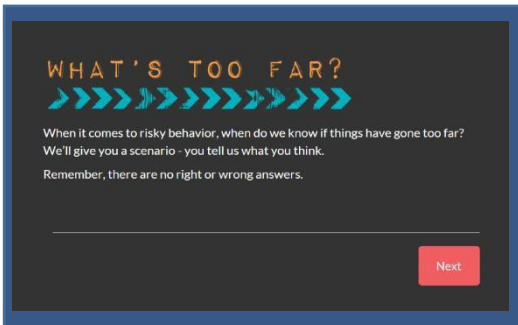 WHAT'S TOO FAR?
When it comes to risky behavior, when do we know if things have gone too far?
We'll give you a scenario - you tell us what you think.
Remember, there are no right or wrong answers.
Next